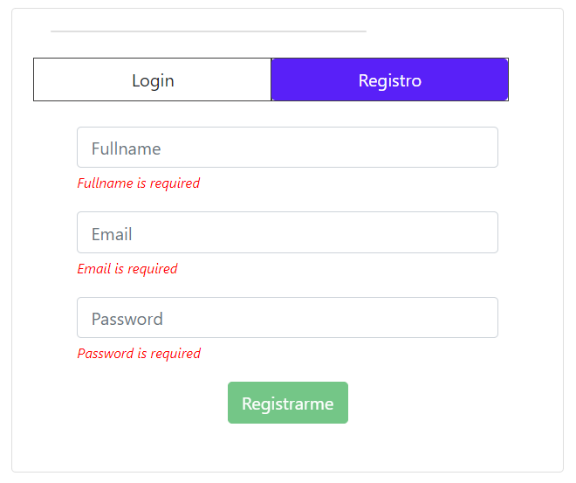 Login Registro
Fullname
Fullname is required
Email
Email is required
Password
Password is required
Registrarme